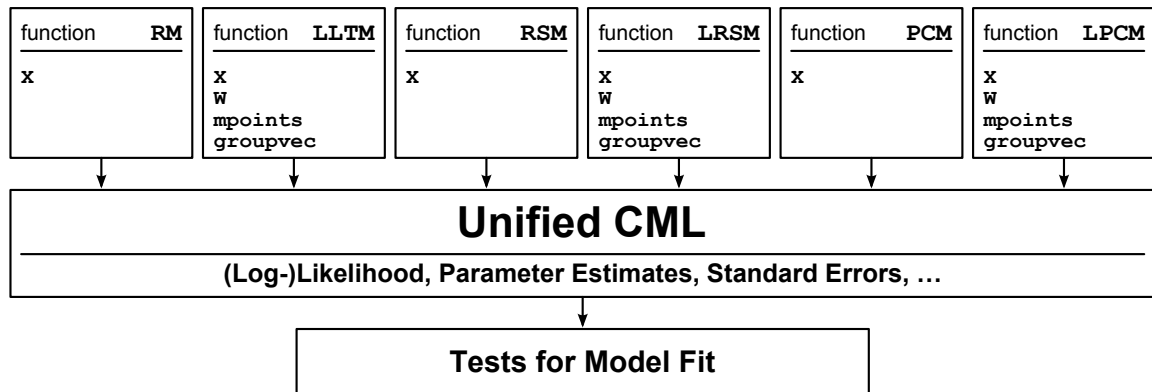 function RM
X
function LLTM
X
W
mpoints
groupvec
function RSM
X
function LRSM
X
W
mpoints
groupvec
function PCM
X
function LPCM
X
W
mpoints
groupvec
Unified CML
(Log-)Likelihood, Parameter Estimates, Standard Errors, …
Tests for Model Fit